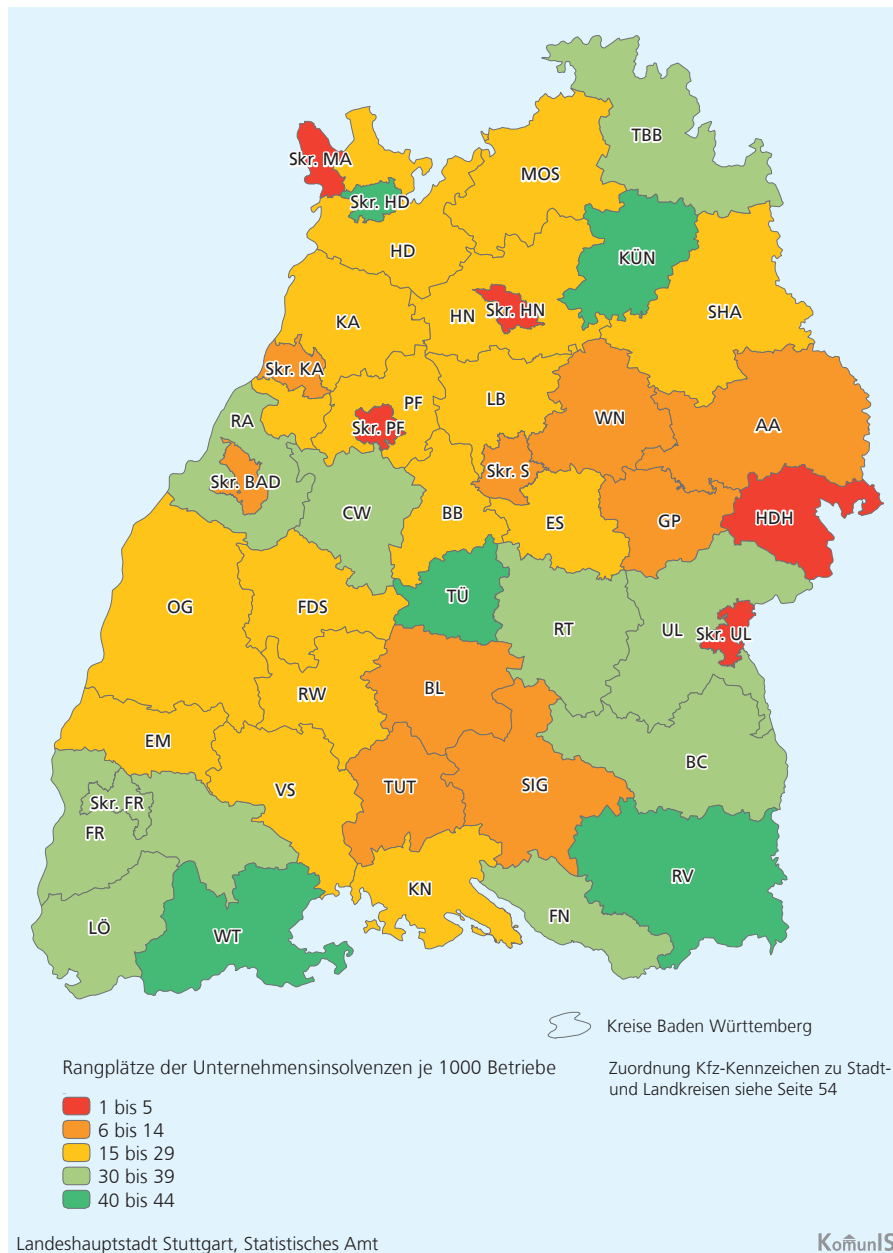 TBB
Skr. MA
MOS
Skr. HD
HD
KÜN
KA
HN
Skr. HN
SHA
Skr. KA
LB
PF
RA
WN
AA
Skr. PF
Skr. S
Skr. BAD
CW
BB
ES
GP
HDH
TÜ
OG
FDS
RT
UL
Skr. UL
RW
BL
EM
BC
VS
TUT
SIG
Skr. FR
FR
KN
RV
FN
LÖ
WT
Kreise Baden Württemberg
Rangplätze der Unternehmensinsolvenzen je 1000 Betriebe
Zuordnung Kfz-Kennzeichen zu Stadt-
und Landkreisen siehe Seite 54
1 bis 5
6 bis 14
15 bis 29
30 bis 39
40 bis 44
Landeshauptstadt Stuttgart, Statistisches Amt
KomunIS